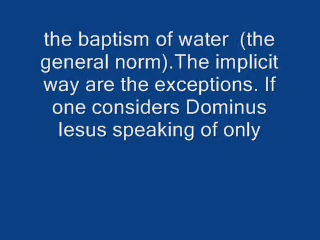 the baptism of water  (the
general norm).The implicit
way are the exceptions. If
one considers Dominus
Iesus speaking of only